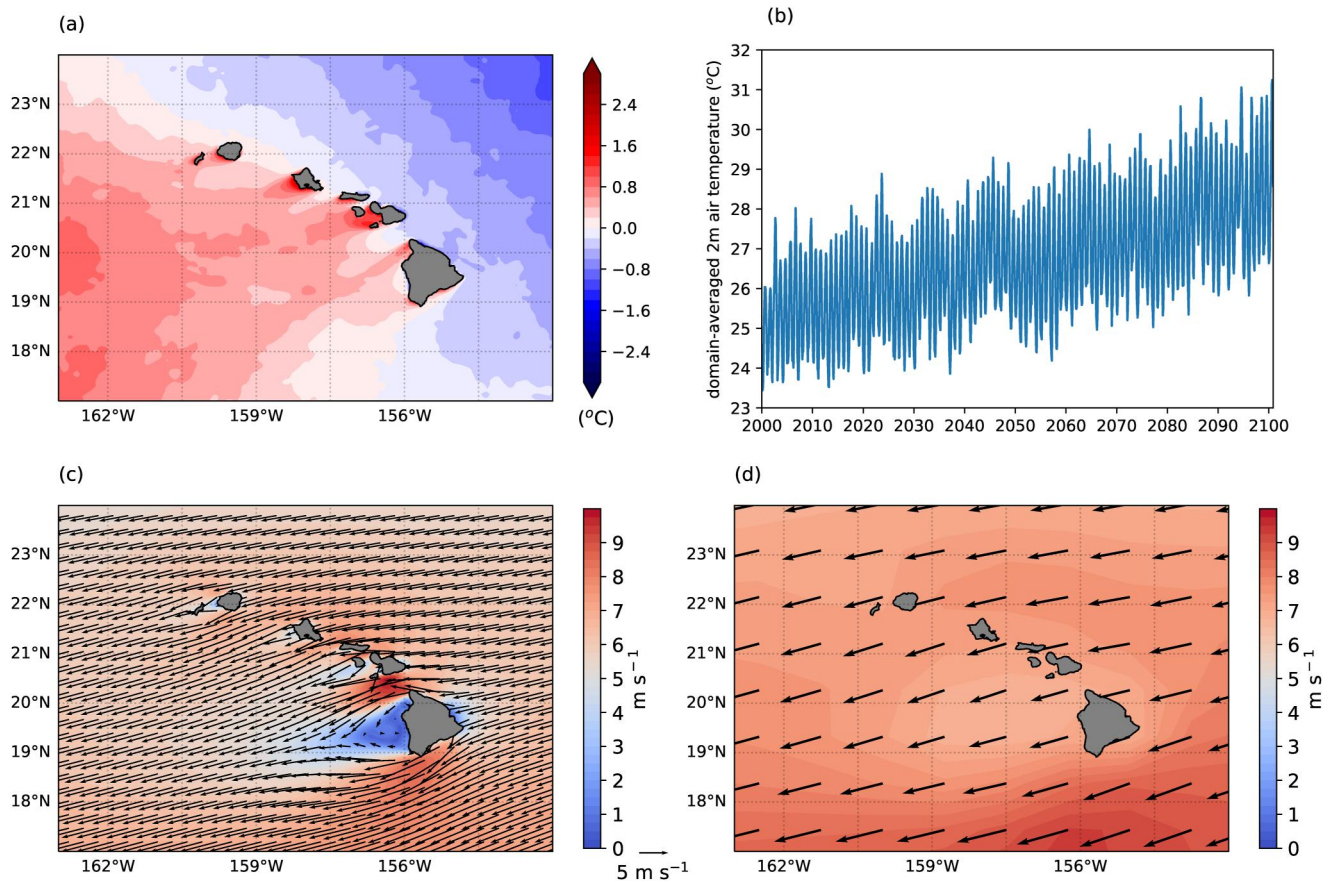 (a)
23°N
22°N
21°N
20°N
19°N
18°N
162°W 159°W 156°W
2.4
1.6
0.8
0.0
−0.8
−1.6
−2.4
(°C)
(b)
domain-averaged 2m air temperature (°C)
32
31
30
29
28
27
26
25
24
23
2000 2010 2020 2030 2040 2050 2060 2070 2080 2090 2100
(c)
23°N
22°N
21°N
20°N
19°N
18°N
162°W 159°W 156°W
9
8
7
6
5
4
3
2
1
0
m s⁻¹
5 m s⁻¹
(d)
23°N
22°N
21°N
20°N
19°N
18°N
162°W 159°W 156°W
9
8
7
6
5
4
3
2
1
0
m s⁻¹